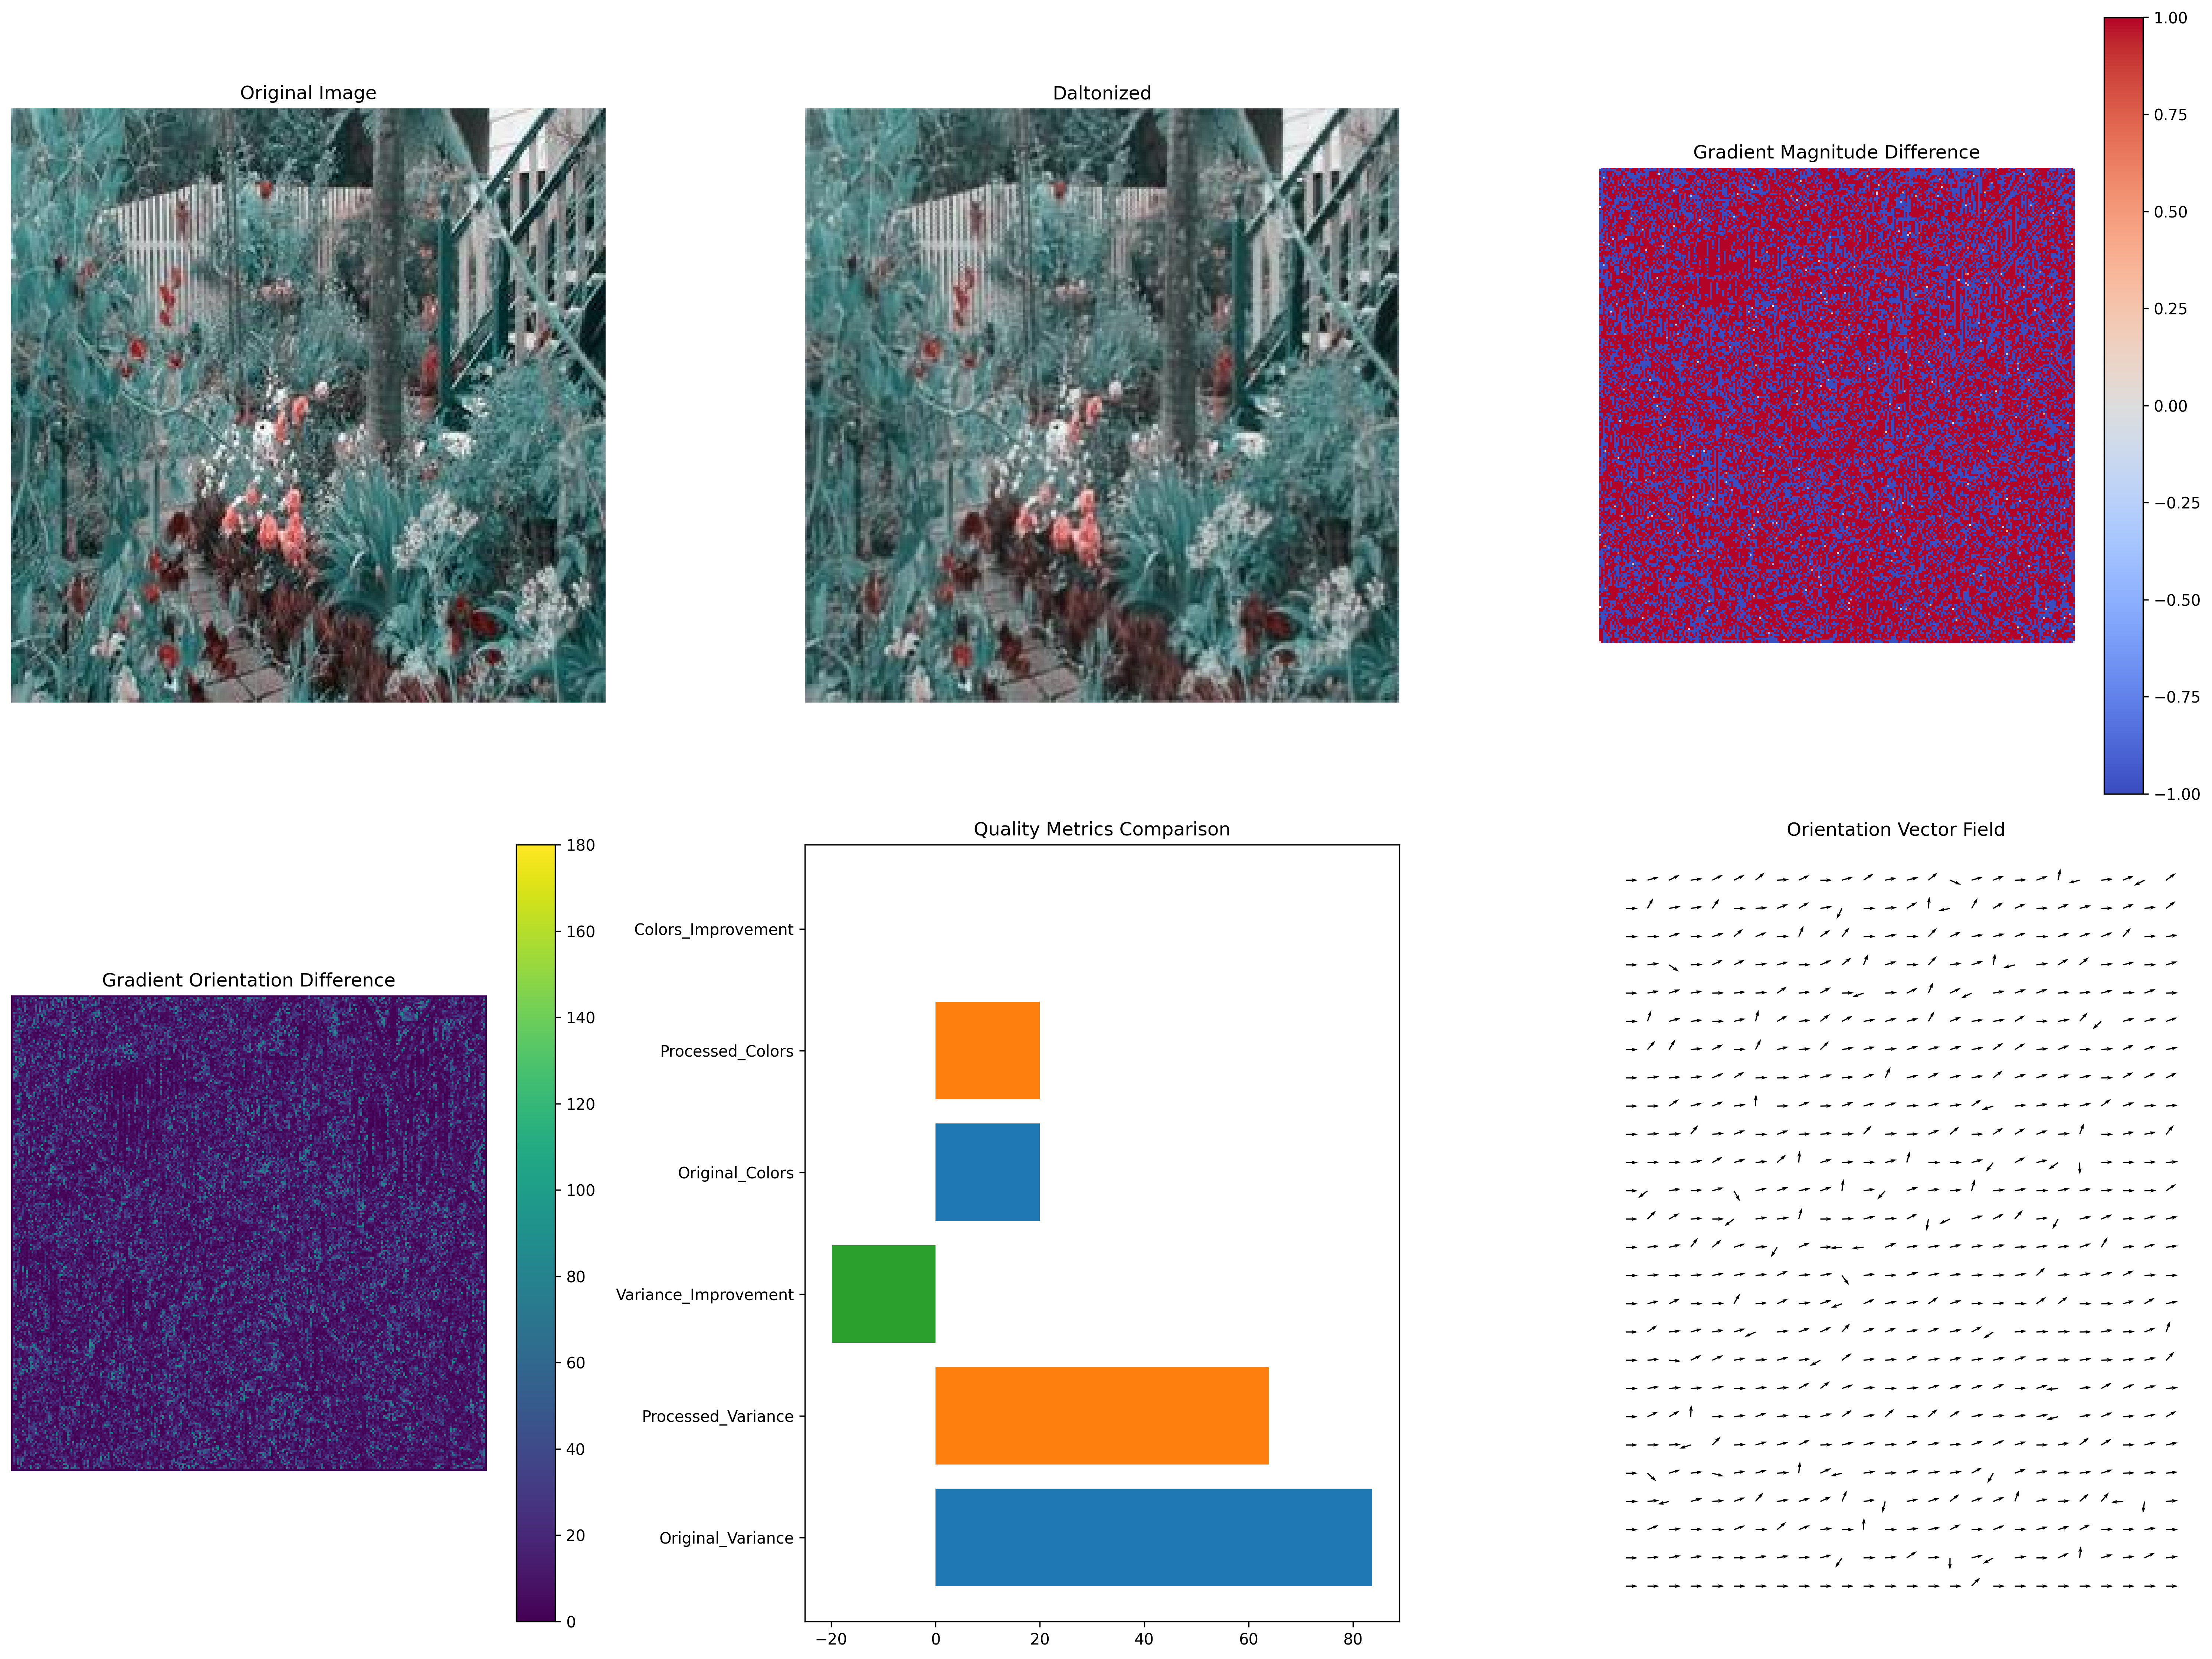 Original Image
Daltonized
Gradient Magnitude Difference
1.00
0.75
0.50
0.25
0.00
−0.25
−0.50
−0.75
−1.00
Gradient Orientation Difference
180
160
140
120
100
80
60
40
20
0
Quality Metrics Comparison
Colors_Improvement
Processed_Colors
Original_Colors
Variance_Improvement
Processed_Variance
Original_Variance
−20 0 20 40 60 80
Orientation Vector Field